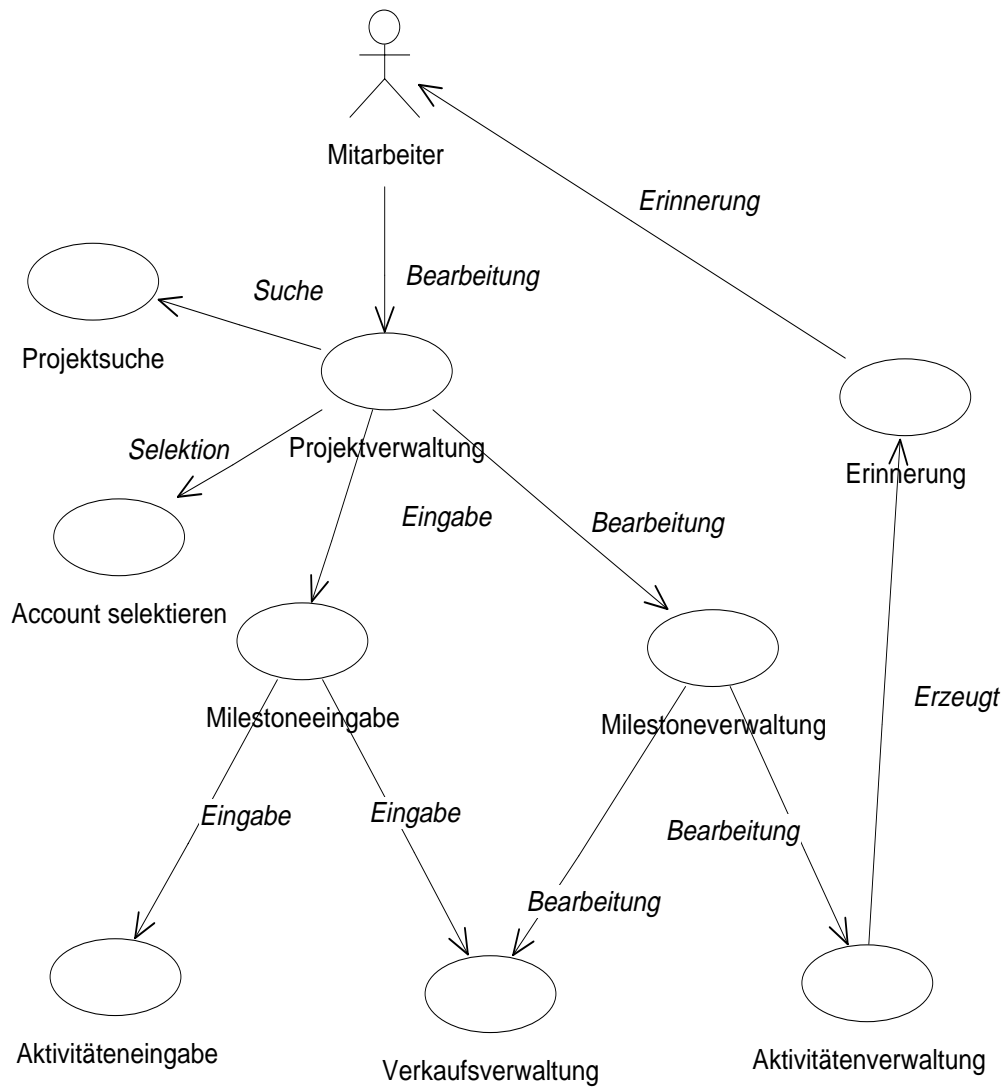 Mitarbeiter
Erinnerung
Suche
Bearbeitung
Projektsuche
Selektion
Projektverwaltung
Erinnerung
Eingabe
Bearbeitung
Account selektieren
Milestoneeingabe
Milestoneverwaltung
Erzeugt
Eingabe
Eingabe
Bearbeitung
Bearbeitung
Aktivitäteneingabe
Verkaufsverwaltung
Aktivitätenverwaltung